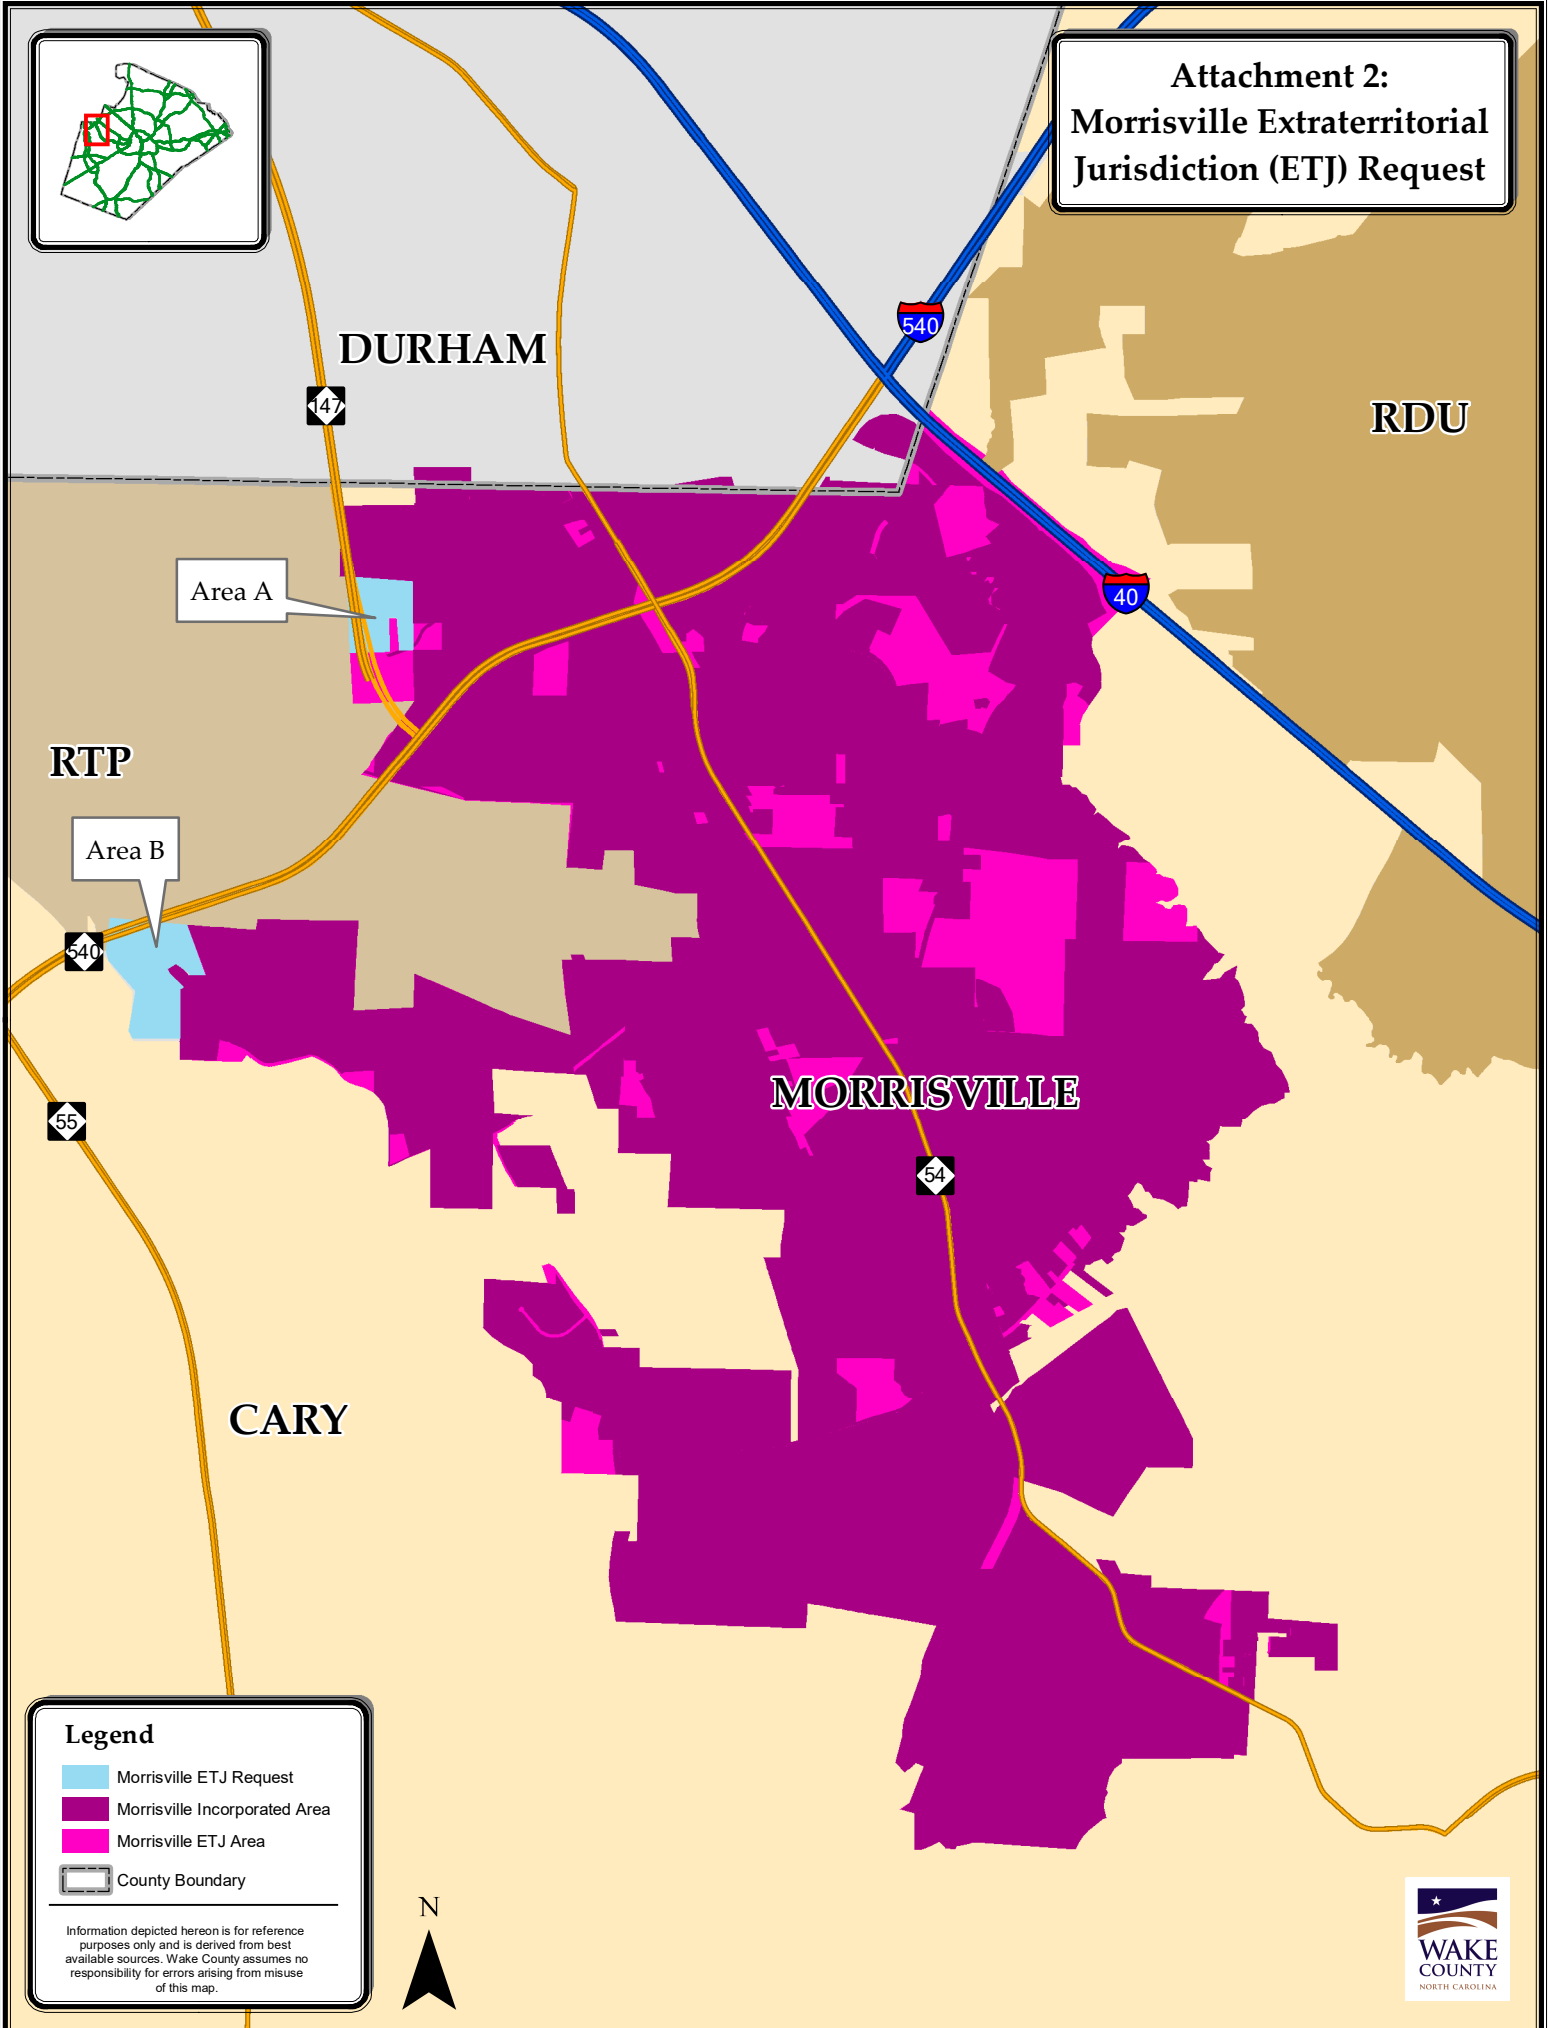 Attachment 2:
Morrisville Extraterritorial
Jurisdiction (ETJ) Request
540
DURHAM
147
RDU
Area A
40
RTP
Area B
540
MORRISVILLE
55
54
CARY
Legend
Morrisville ETJ Request
Morrisville Incorporated Area
Morrisville ETJ Area
County Boundary
Information depicted hereon is for reference
purposes only and is derived from best
available sources. Wake County assumes no
responsibility for errors arising from misuse
of this map.
N
WAKE
COUNTY
NORTH CAROLINA